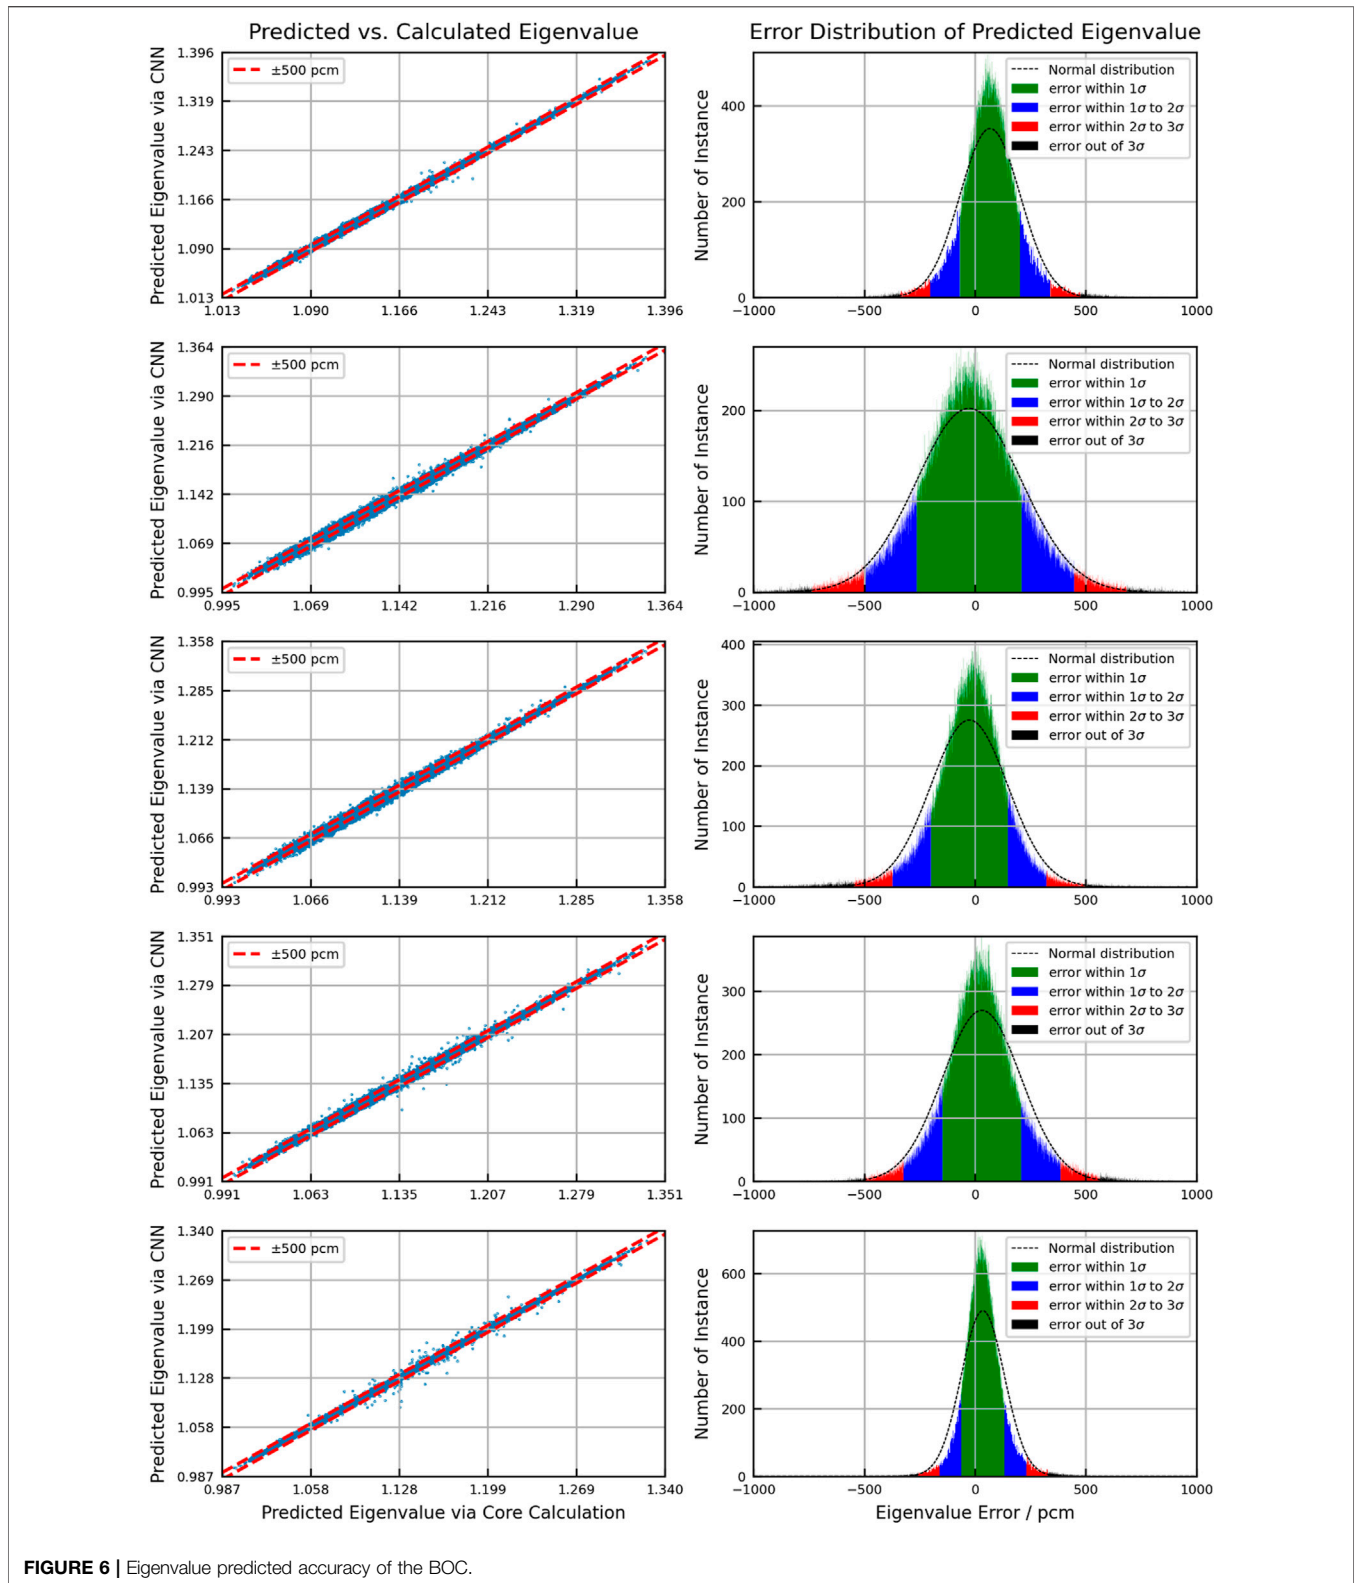 Predicted vs. Calculated Eigenvalue
Error Distribution of Predicted Eigenvalue
Predicted Eigenvalue via CNN
1.396
1.319
1.243
1.166
1.090
1.013
±500 pcm
1.013 1.090 1.166 1.243 1.319 1.396
Number of Instance
400
200
0
Normal distribution
error within 1σ
error within 1σ to 2σ
error within 2σ to 3σ
error out of 3σ
−1000 −500 0 500 1000
Predicted Eigenvalue via CNN
1.364
1.290
1.216
1.142
1.069
0.995
±500 pcm
0.995 1.069 1.142 1.216 1.290 1.364
Number of Instance
200
100
0
Normal distribution
error within 1σ
error within 1σ to 2σ
error within 2σ to 3σ
error out of 3σ
−1000 −500 0 500 1000
Predicted Eigenvalue via CNN
1.358
1.285
1.212
1.139
1.066
0.993
±500 pcm
0.993 1.066 1.139 1.212 1.285 1.358
Number of Instance
400
300
200
100
0
Normal distribution
error within 1σ
error within 1σ to 2σ
error within 2σ to 3σ
error out of 3σ
−1000 −500 0 500 1000
Predicted Eigenvalue via CNN
1.351
1.279
1.207
1.135
1.063
0.991
±500 pcm
0.991 1.063 1.135 1.207 1.279 1.351
Number of Instance
300
200
100
0
Normal distribution
error within 1σ
error within 1σ to 2σ
error within 2σ to 3σ
error out of 3σ
−1000 −500 0 500 1000
Predicted Eigenvalue via CNN
1.340
1.269
1.199
1.128
1.058
0.987
±500 pcm
0.987 1.058 1.128 1.199 1.269 1.340
Predicted Eigenvalue via Core Calculation
Number of Instance
600
400
200
0
Normal distribution
error within 1σ
error within 1σ to 2σ
error within 2σ to 3σ
error out of 3σ
−1000 −500 0 500 1000
Eigenvalue Error / pcm
FIGURE 6 | Eigenvalue predicted accuracy of the BOC.